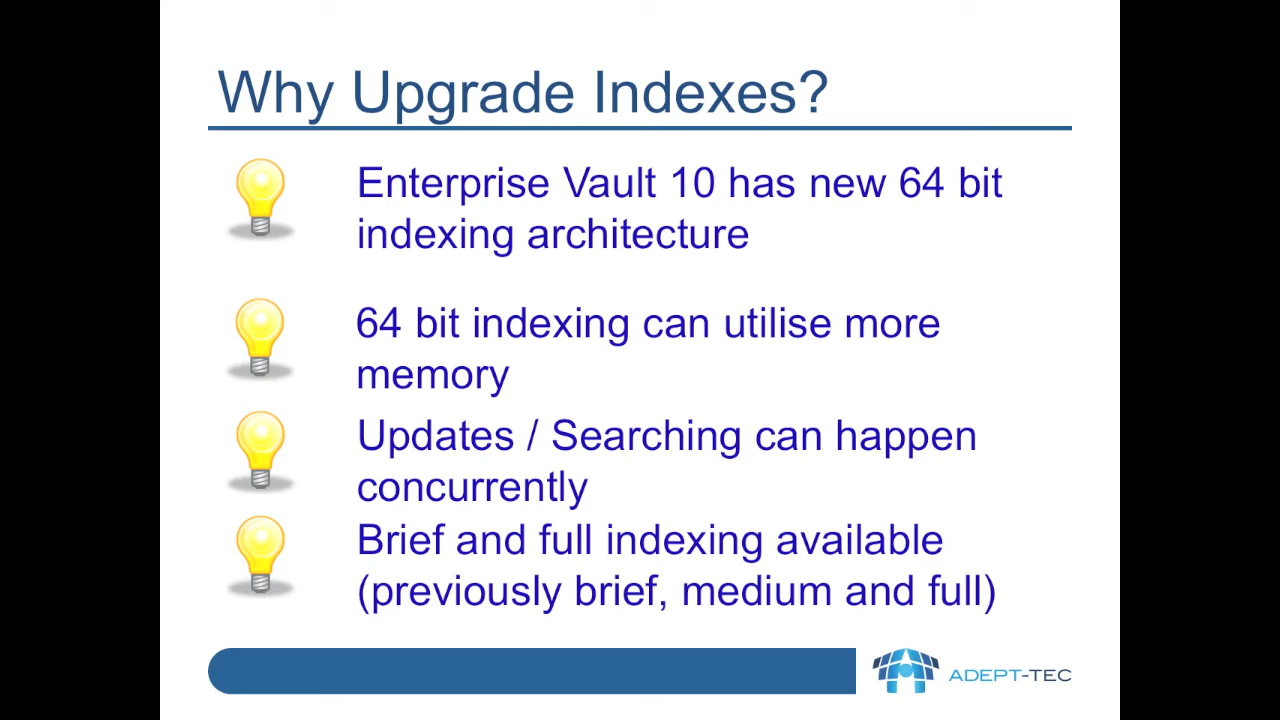 Why Upgrade Indexes?
Enterprise Vault 10 has new 64 bit
indexing architecture
64 bit indexing can utilise more
memory
Updates / Searching can happen
concurrently
Brief and full indexing available
(previously brief, medium and full)
ADEPT-TEC